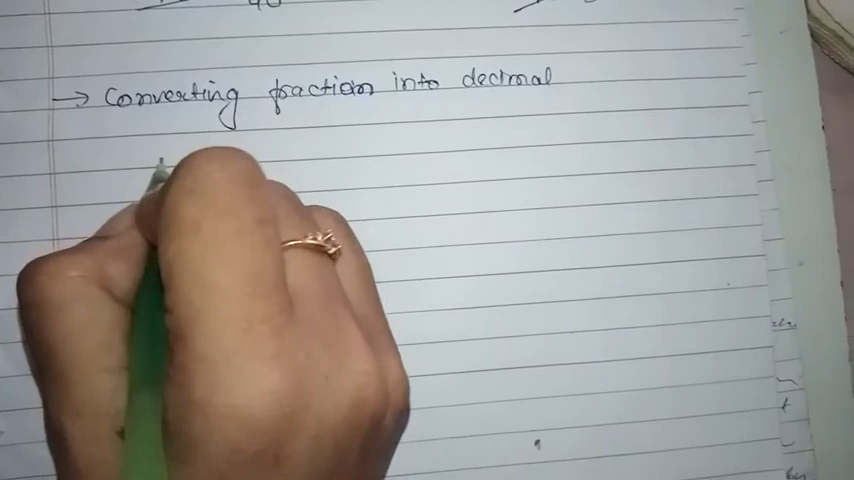 → Converting fraction into decimal